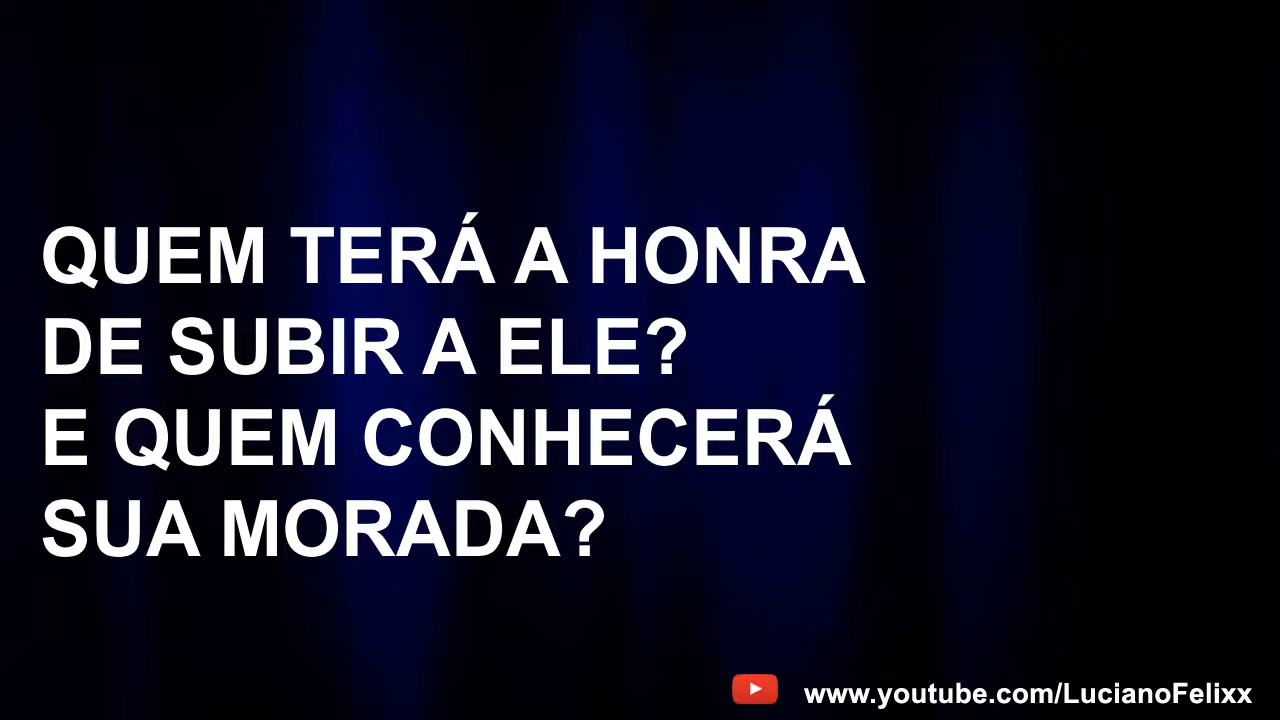 QUEM TERÁ A HONRA
DE SUBIR A ELE?
E QUEM CONHECERÁ
SUA MORADA?
www.youtube.com/LucianoFelixx